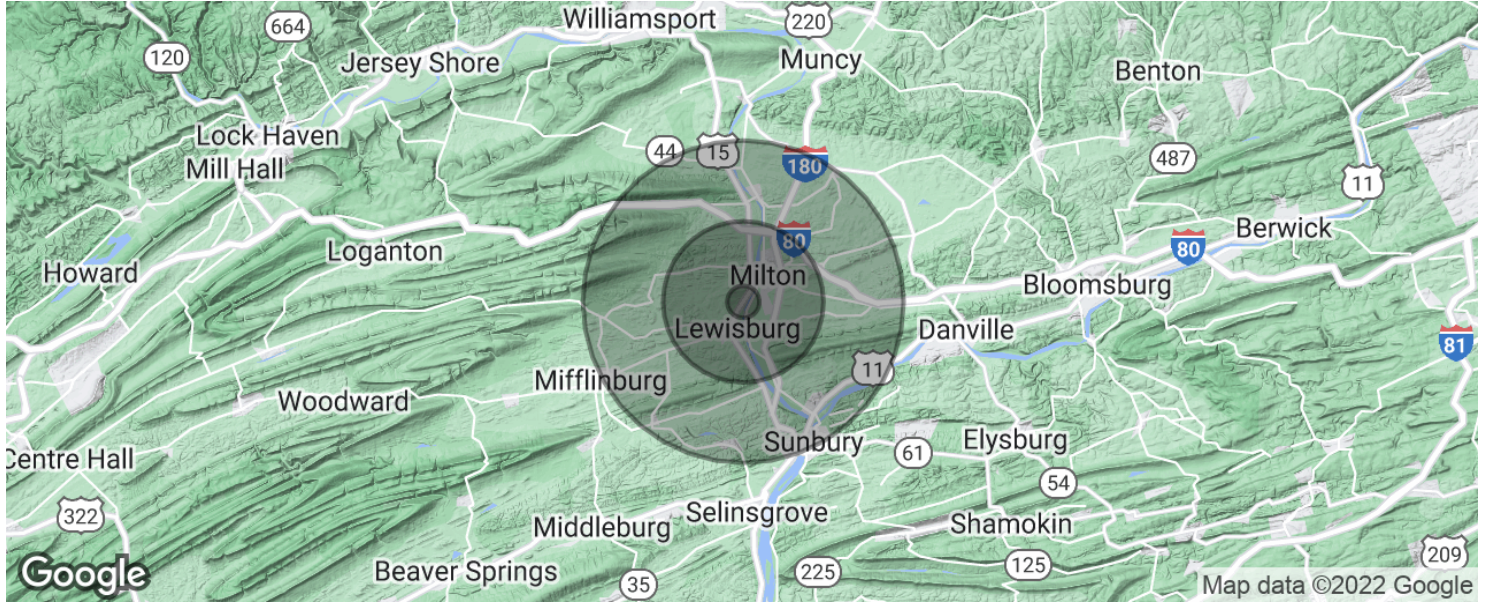 664
Williamsport
220
120
Jersey Shore
Muncy
Benton
Lock Haven
44
15
180
487
Mill Hall
11
Berwick
80
80
Loganton
Howard
Milton
Bloomsburg
Lewisburg
Danville
81
11
Mifflinburg
Woodward
Sunbury
Elysburg
61
Centre Hall
54
322
Selinsgrove
Middleburg
Shamokin
209
Google
Beaver Springs
35
225
125
Map data ©2022 Google